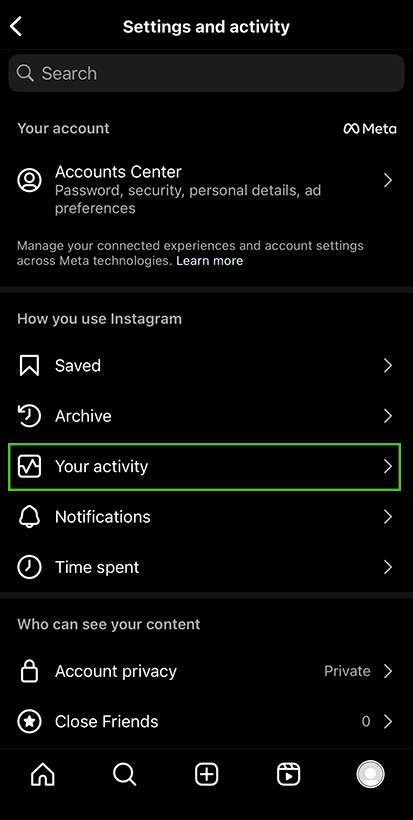 Settings and activity
Search
Your account
Meta
Accounts Center
Password, security, personal details, ad
preferences
Manage your connected experiences and account settings
across Meta technologies. Learn more
How you use Instagram
Saved
Archive
Your activity
Notifications
Time spent
Who can see your content
Account privacy Private
Close Friends 0